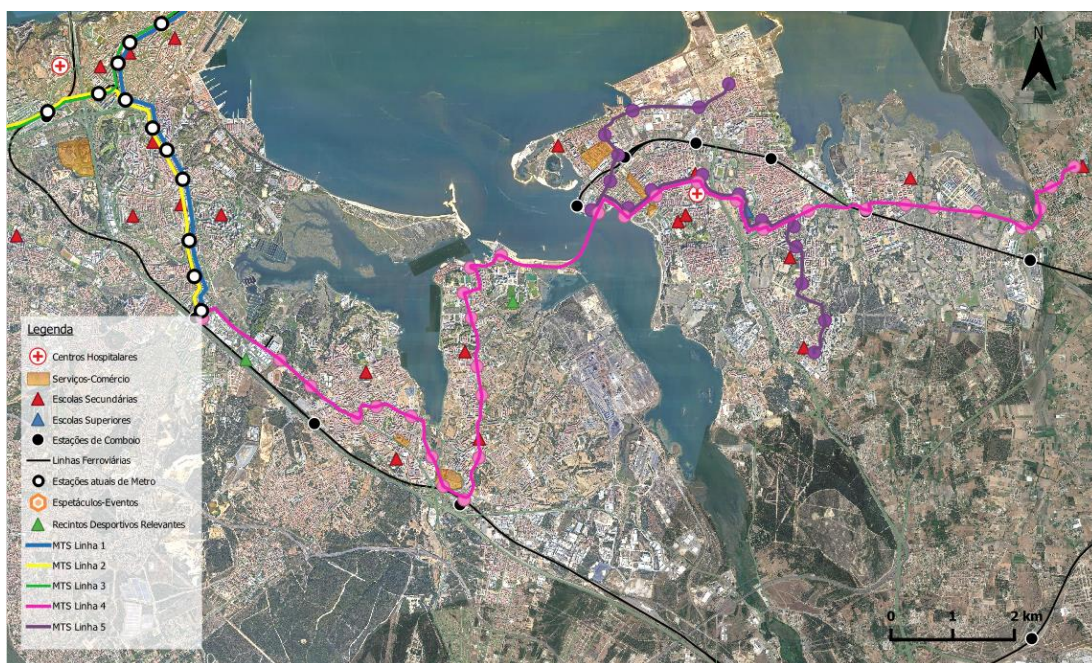 N
Legenda
Centros Hospitalares
Serviços-Comércio
Escolas Secundárias
Escolas Superiores
Estações de Comboio
Linhas Ferroviárias
Estações atuais de Metro
Espetáculos-Eventos
Recintos Desportivos Relevantes
MTS Linha 1
MTS Linha 2
MTS Linha 3
MTS Linha 4
MTS Linha 5
0 1 2 km